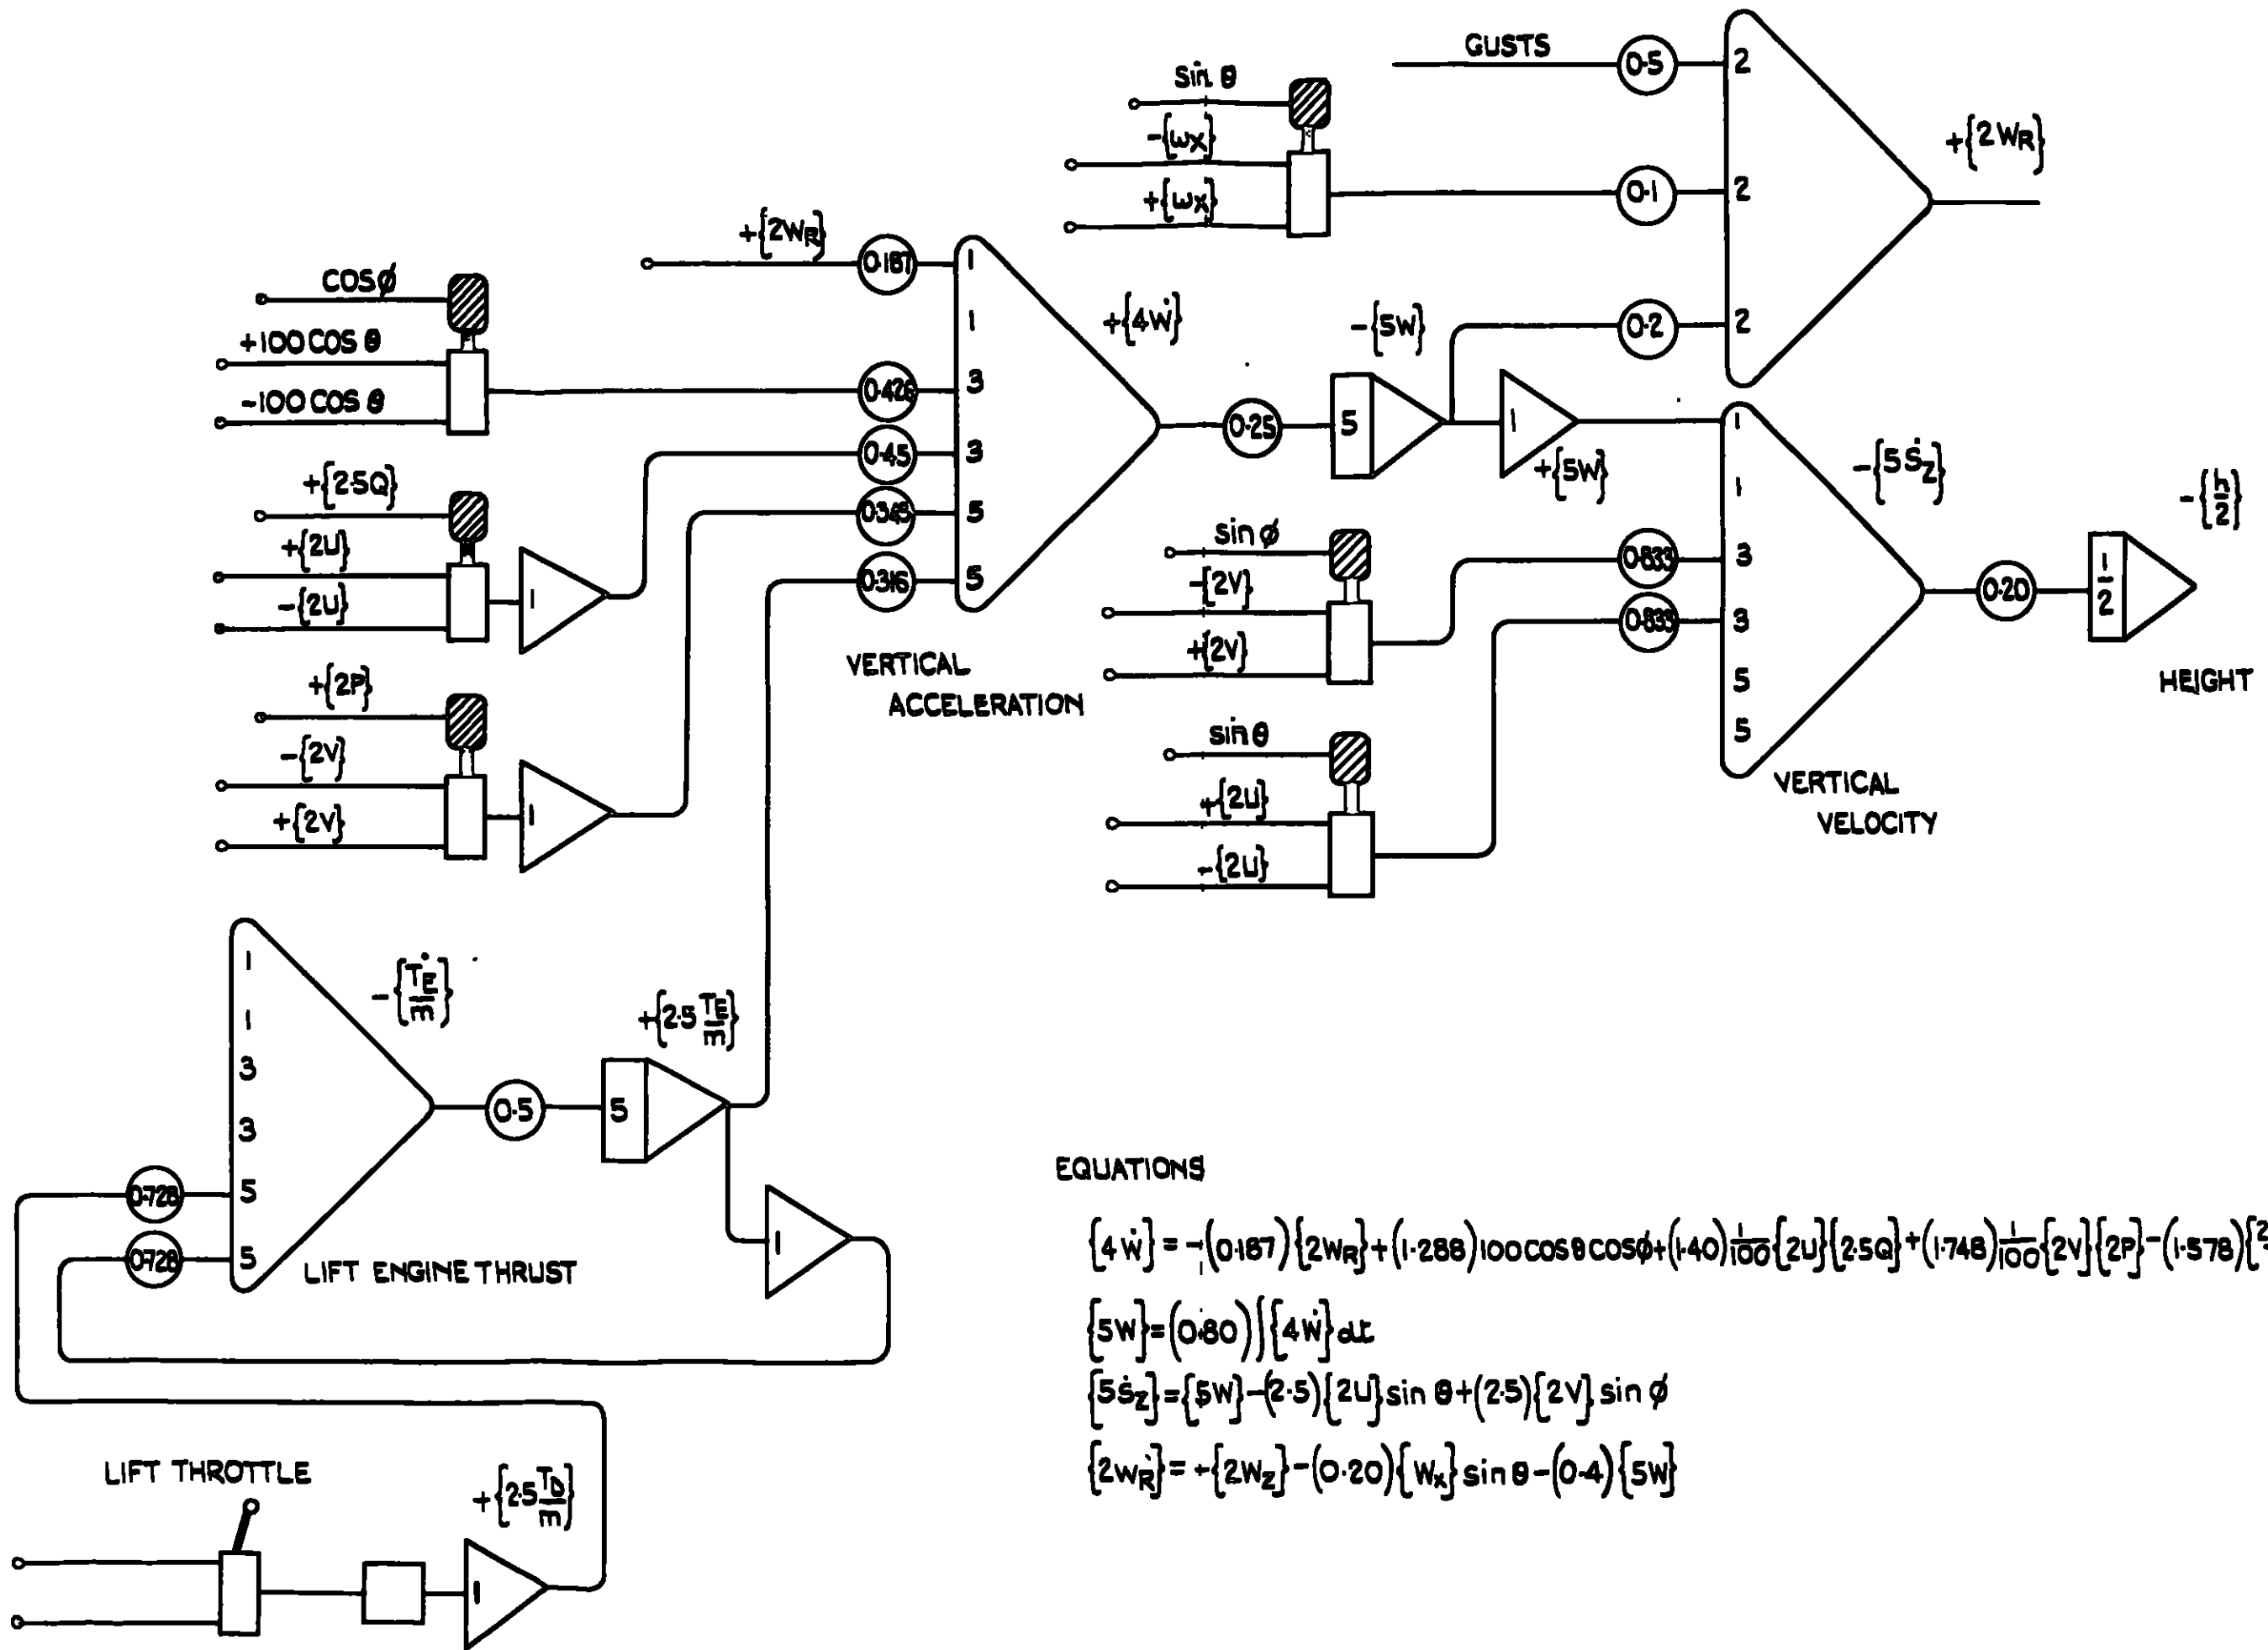 GUSTS
0.5
2
sin θ
-{ωx}
+{ωx}
0.1
2
+{2WR}
0.2
2
+{2WR}
0.187
1
1
COS ϕ
+100 COS θ
-100 COS θ
0.426
3
+{4Ẇ}
0.25
5
-{5W}
1
+{5W}
+{2.5Q}
+{2U}
-{2U}
1
0.45
3
0.345
5
0.316
5
VERTICAL
ACCELERATION
+{2P}
-{2V}
+{2V}
1
1
1
sin ϕ
-{2V}
+{2V}
0.833
3
0.833
3
5
5
-{5Ṡz}
0.20
1/2
-{h/2}
HEIGHT
sin θ
+{2U}
-{2U}
VERTICAL
VELOCITY
1
1
3
3
5
5
0.728
0.728
-{ṪE/m}
0.5
5
+{2.5 TE/m}
1
LIFT ENGINE THRUST
LIFT THROTTLE
+{2.5 TD/m}
1
EQUATIONS
{4Ẇ} = -(0.187){2WR}+(1.288)100COS θ COS ϕ+(1.40)1/100{2U}{2.5Q}+(1.748)1/100{2V}{2P}-(1.578){2
{5W}=(0.80)∫{4Ẇ}dt
{5Ṡz}={5W}-(2.5){2U} sin θ+(2.5){2V} sin ϕ
{2ẇR}= +{2Wz}-(0.20){Wx} sin θ-(0.4){5W}